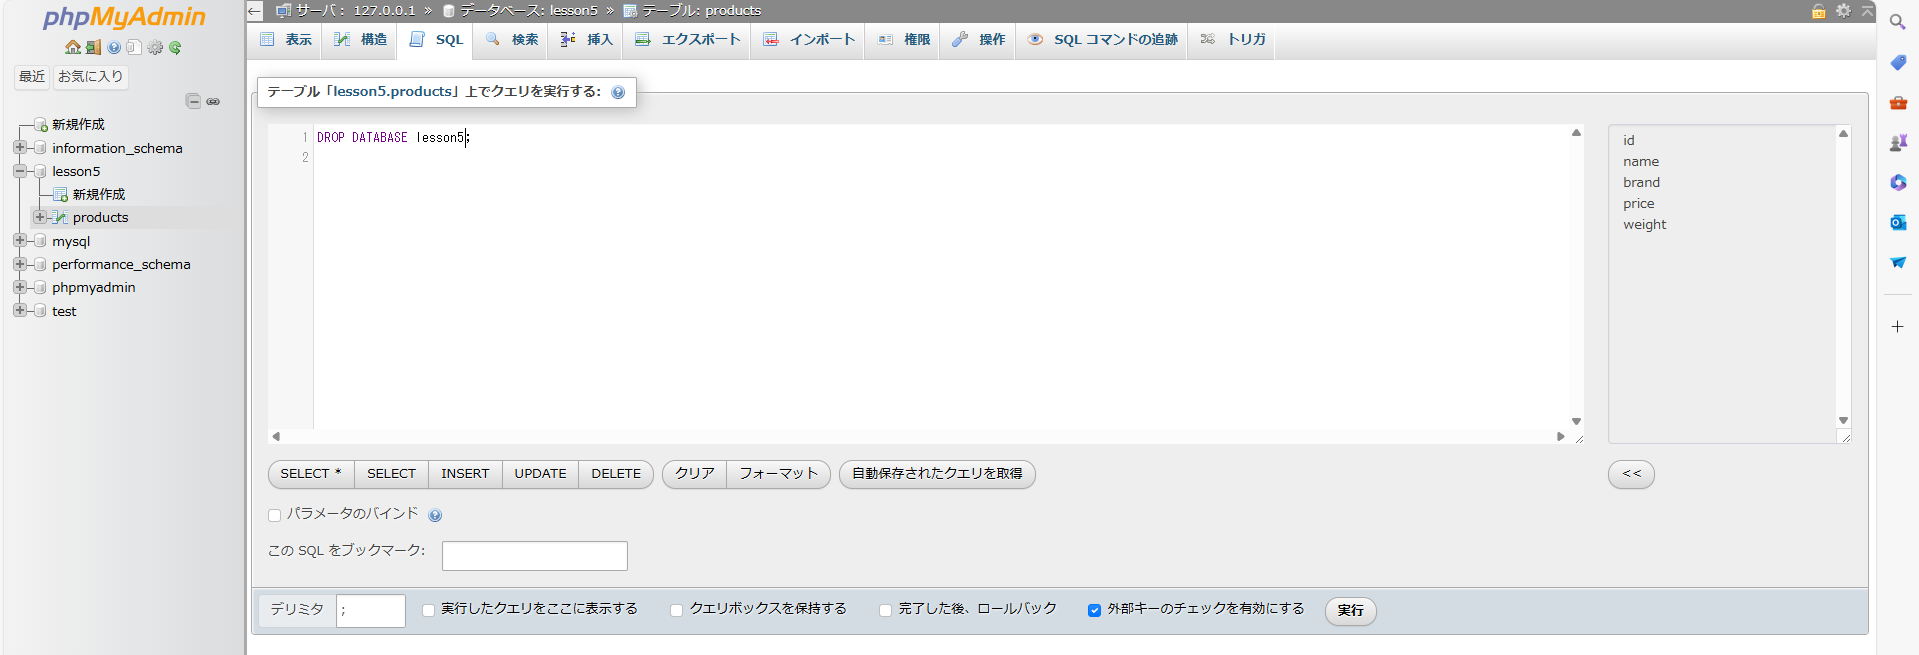 phpMyAdmin
最近 お気に入り
新規作成
information_schema
lesson5
新規作成
products
mysql
performance_schema
phpmyadmin
test
サーバ： 127.0.0.1 » データベース: lesson5 » テーブル: products
表示 構造 SQL 検索 挿入 エクスポート インポート 権限 操作 SQL コマンドの追跡 トリガ
テーブル「lesson5.products」上でクエリを実行する:
1 DROP DATABASE lesson5;
2
id
name
brand
price
weight
SELECT * SELECT INSERT UPDATE DELETE クリア フォーマット 自動保存されたクエリを取得 <<
パラメータのバインド
この SQL をブックマーク:
デリミタ ; 実行したクエリをここに表示する クエリボックスを保持する 完了した後、ロールバック 外部キーのチェックを有効にする 実行